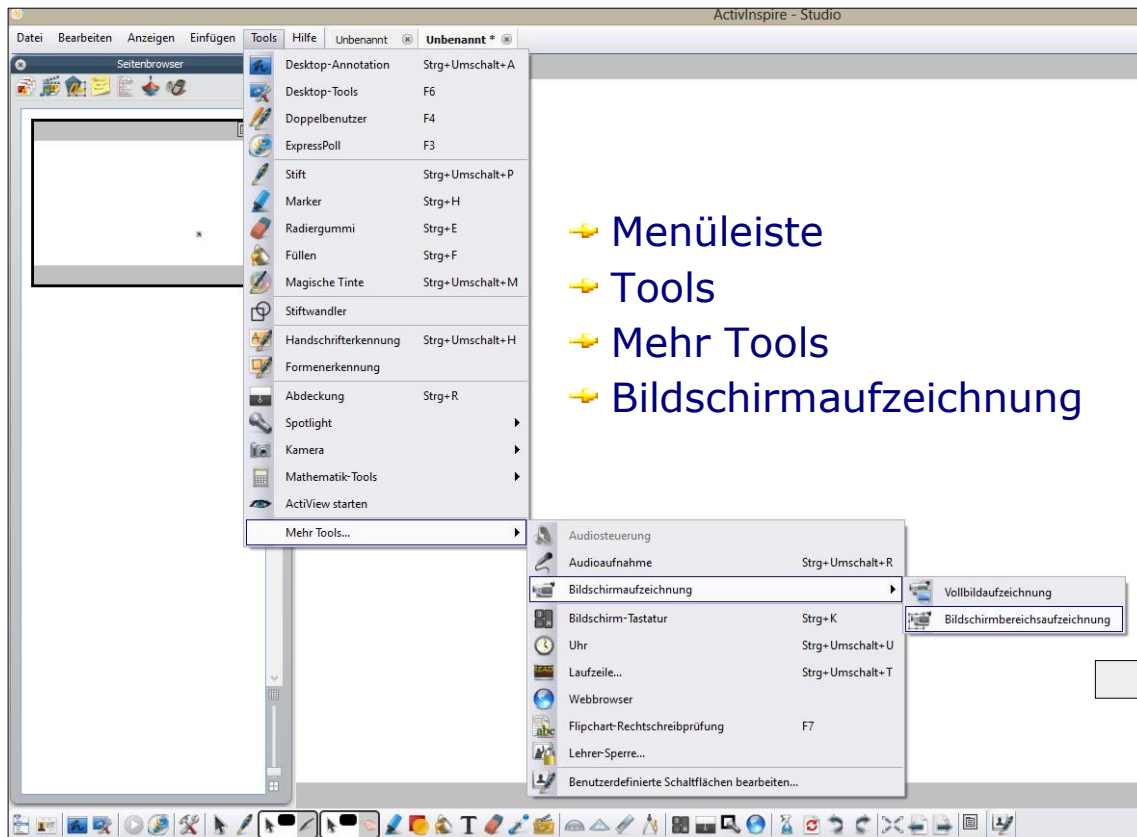 ActivInspire - Studio
Datei Bearbeiten Anzeigen Einfügen Tools Hilfe Unbenannt Unbenannt *
Seitenbrowser
Desktop-Annotation Strg+Umschalt+A
Desktop-Tools F6
Doppelbenutzer F4
ExpressPoll F3
Stift Strg+Umschalt+P
Marker Strg+H
Radiergummi Strg+E
Füllen Strg+F
Magische Tinte Strg+Umschalt+M
Stiftwandler
Handschrifterkennung Strg+Umschalt+H
Formenerkennung
Abdeckung Strg+R
Spotlight
Kamera
Mathematik-Tools
ActiView starten
Mehr Tools...
Menüleiste
Tools
Mehr Tools
Bildschirmaufzeichnung
Audiosteuerung
Audioaufnahme Strg+Umschalt+R
Bildschirmaufzeichnung
Bildschirm-Tastatur Strg+K
Uhr Strg+Umschalt+U
Laufzeile... Strg+Umschalt+T
Webbrowser
Flipchart-Rechtschreibprüfung F7
Lehrer-Sperre...
Benutzerdefinierte Schaltflächen bearbeiten...
Vollbildaufzeichnung
Bildschirmbereichsaufzeichnung